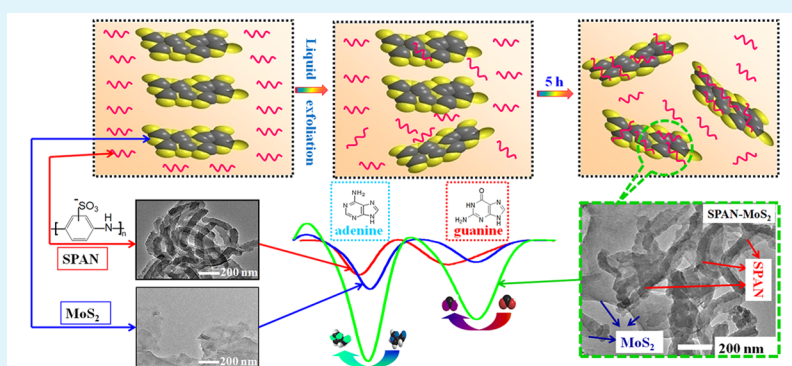 Liquid
exfoliation
5 h
SO3
-
N
H
n
SPAN
MoS2
200 nm
200 nm
NH2
N
N
N
N
H
adenine
O
HN
H2N
N
N
N
H
guanine
SPAN-MoS2
SPAN
MoS2
200 nm